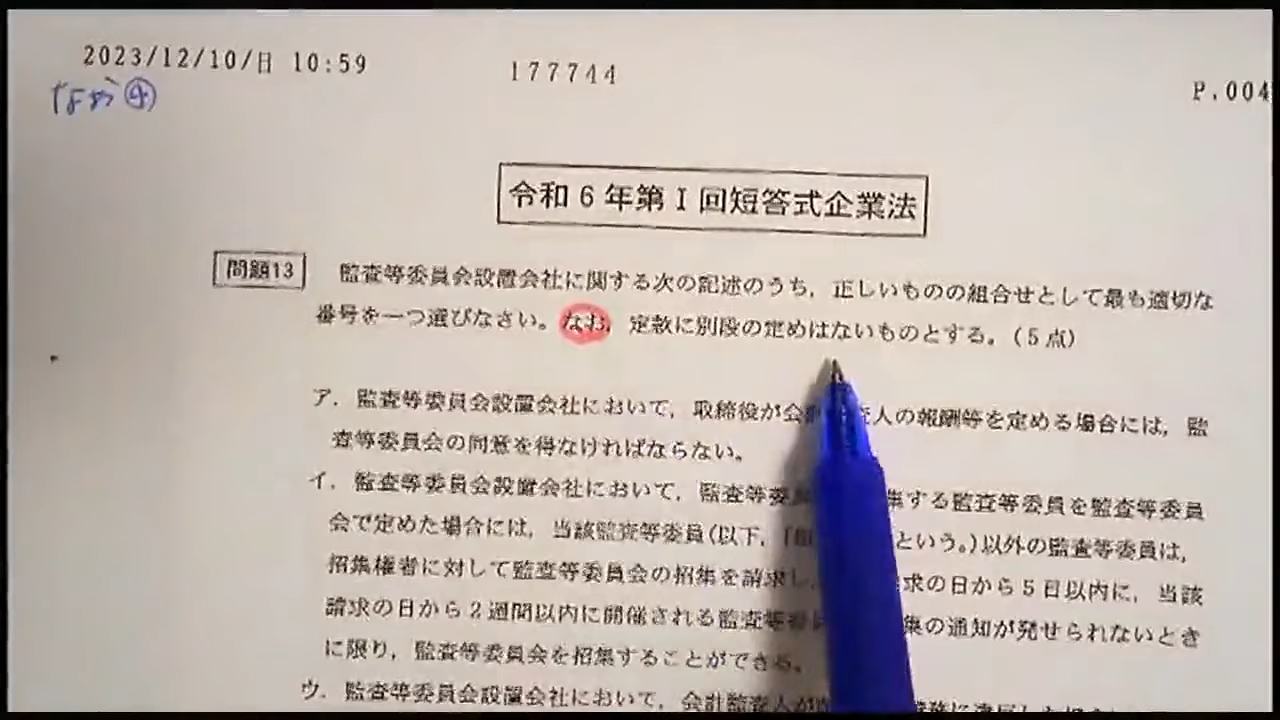 2023/12/10/日 10:59
177744
P.004
なお④
令和6年第Ⅰ回短答式企業法
問題13 監査等委員会設置会社に関する次の記述のうち，正しいものの組合せとして最も適切な
番号を一つ選びなさい。なお，定款に別段の定めはないものとする。（5点）
ア．監査等委員会設置会社において，取締役が会 査人の報酬等を定める場合には，監
査等委員会の同意を得なければならない。
イ．監査等委員会設置会社において，監査等委 集する監査等委員を監査等委員
会で定めた場合には，当該監査等委員（以下，「 という。）以外の監査等委員は，
招集権者に対して監査等委員会の招集を請求し， 求の日から5日以内に，当該
請求の日から2週間以内に開催される監査等委 集の通知が発せられないとき
に限り，監査等委員会を招集することができる。
ウ．監査等委員会設置会社において，会計監査人が